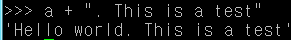 >>> a + ". This is a test"
'Hello world. This is a test'